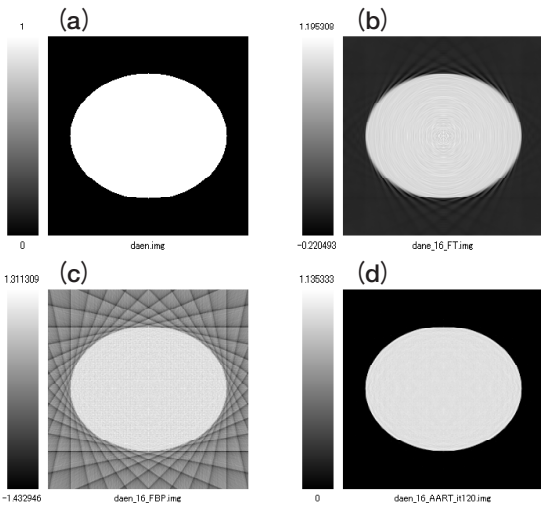 (a)
1
0
daen.img
(b)
1.195308
-0.220493
dane_16_FT.img
(c)
1.311309
-1.432946
daen_16_FBP.img
(d)
1.135333
0
daen_16_AART_it120.img